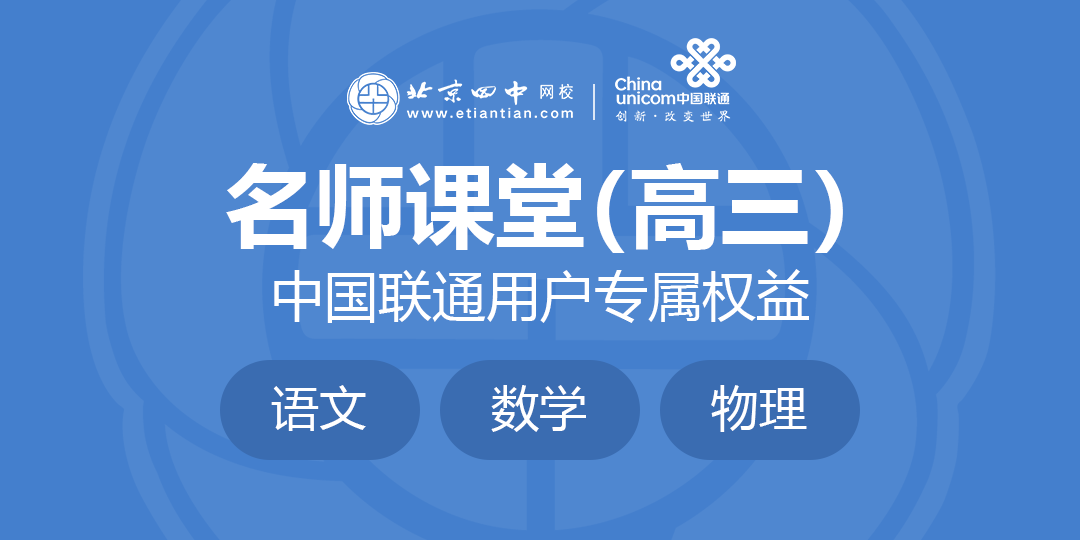 北京四中网校
www.etiantian.com
China
unicom中国联通
创新·改变世界
名师课堂(高三)
中国联通用户专属权益
语文
数学
物理